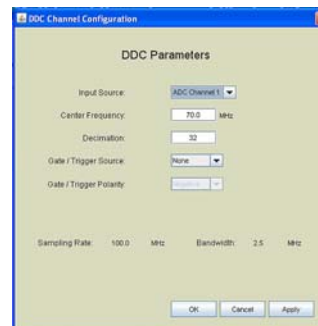 DDC Channel Configuration
DDC Parameters
Input Source: ADC Channel 1
Center Frequency: 70.0 MHz
Decimation: 32
Gate / Trigger Source: None
Gate / Trigger Polarity:
Sampling Rate: 100.0 MHz Bandwidth: 2.5 MHz
OK Cancel Apply